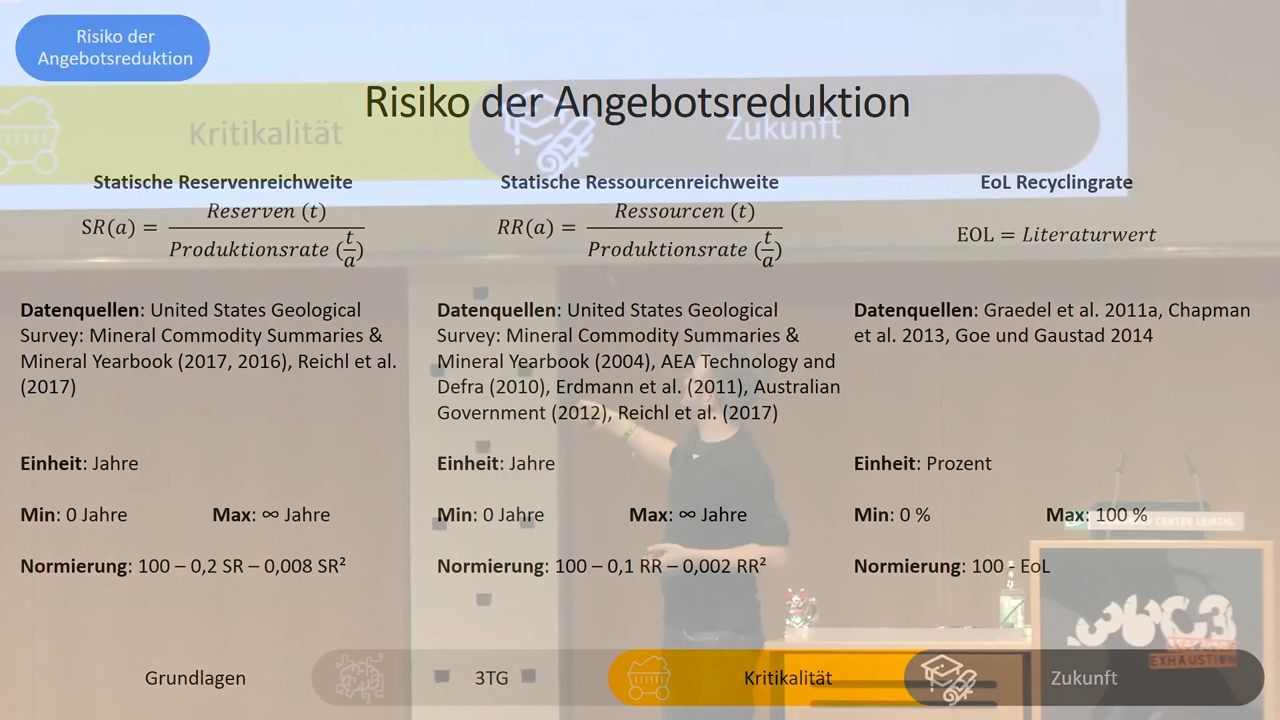 Risiko der
Angebotsreduktion
Risiko der Angebotsreduktion
Kritikalität
Zukunft
Statische Reservenreichweite
SR(a) = Reserven (t) / Produktionsrate (t/a)
Statische Ressourcenreichweite
RR(a) = Ressourcen (t) / Produktionsrate (t/a)
EoL Recyclingrate
EOL = Literaturwert
Datenquellen: United States Geological
Survey: Mineral Commodity Summaries &
Mineral Yearbook (2017, 2016), Reichl et al.
(2017)
Datenquellen: United States Geological
Survey: Mineral Commodity Summaries &
Mineral Yearbook (2004), AEA Technology and
Defra (2010), Erdmann et al. (2011), Australian
Government (2012), Reichl et al. (2017)
Datenquellen: Graedel et al. 2011a, Chapman
et al. 2013, Goe und Gaustad 2014
Einheit: Jahre
Einheit: Jahre
Einheit: Prozent
Min: 0 Jahre Max: ∞ Jahre
Min: 0 Jahre Max: ∞ Jahre
Min: 0 % Max: 100 %
CENTER LEIPZIG
Normierung: 100 – 0,2 SR – 0,008 SR²
Normierung: 100 – 0,1 RR – 0,002 RR²
Normierung: 100 - EoL
36C3
EXHAUSTION
Grundlagen
3TG
Kritikalität
Zukunft